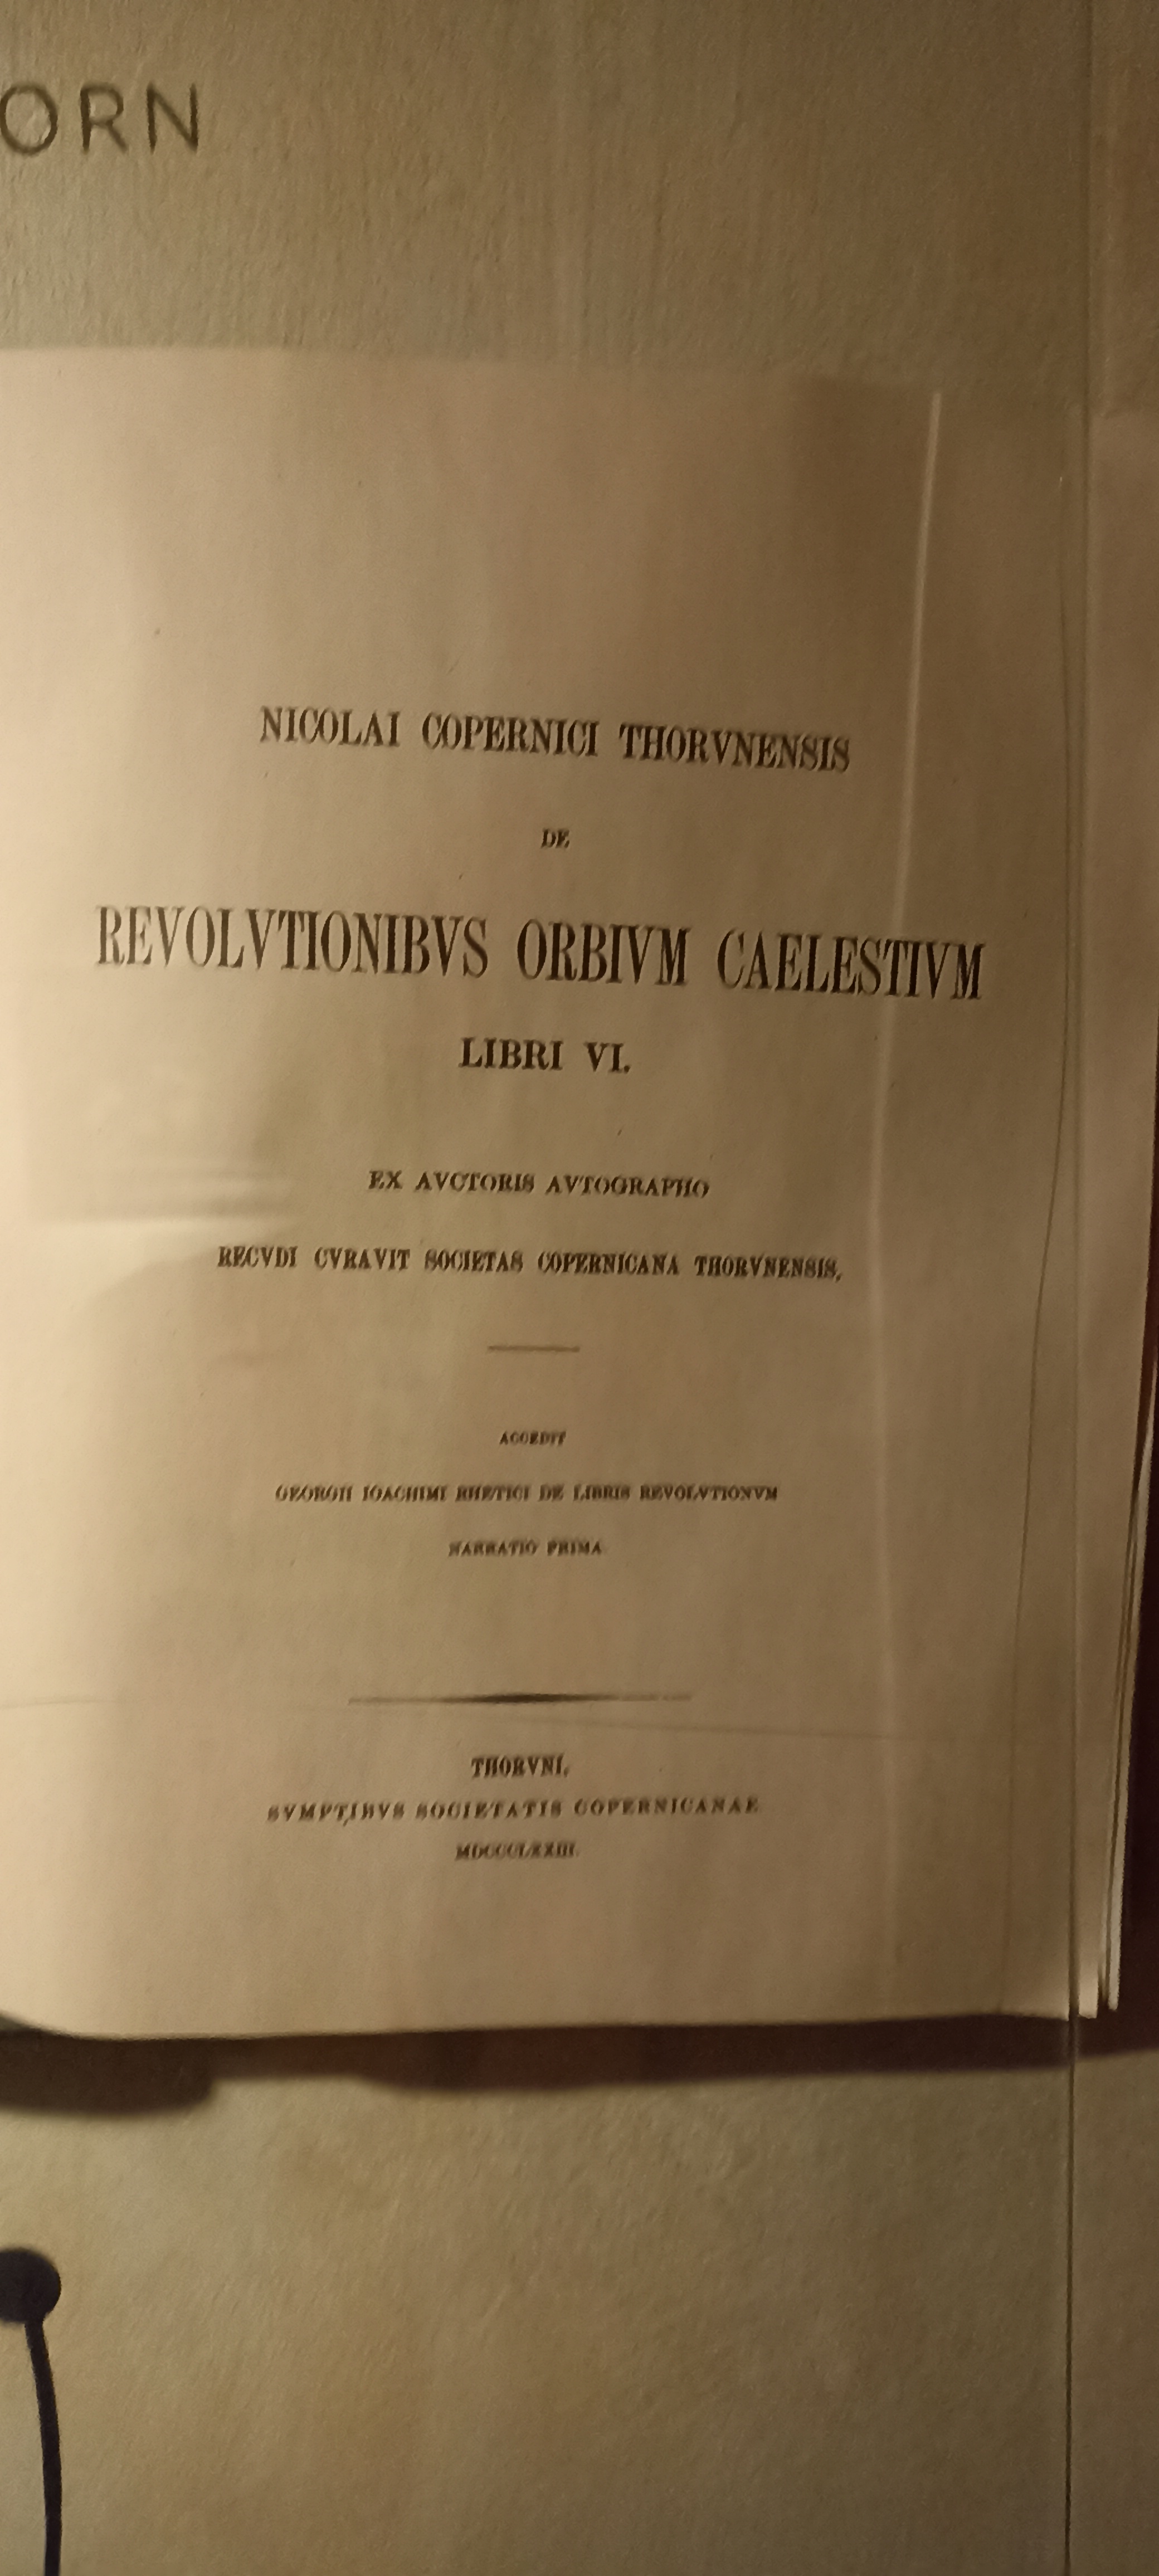 ORN
NICOLAI COPERNICI THORVNENSIS
DE
REVOLVTIONIBVS ORBIVM CAELESTIVM
LIBRI VI.
EX AVCTORIS AVTOGRAPHO
RECVDI CVRAVIT SOCIETAS COPERNICANA THORVNENSIS.
ACCEDIT
GEORGII IOACHIMI RHETICI DE LIBRIS REVOLVTIONVM
NARRATIO PRIMA.
THORVNI,
SVMPTIBVS SOCIETATIS COPERNICANAE
MDCCCLXXIII.